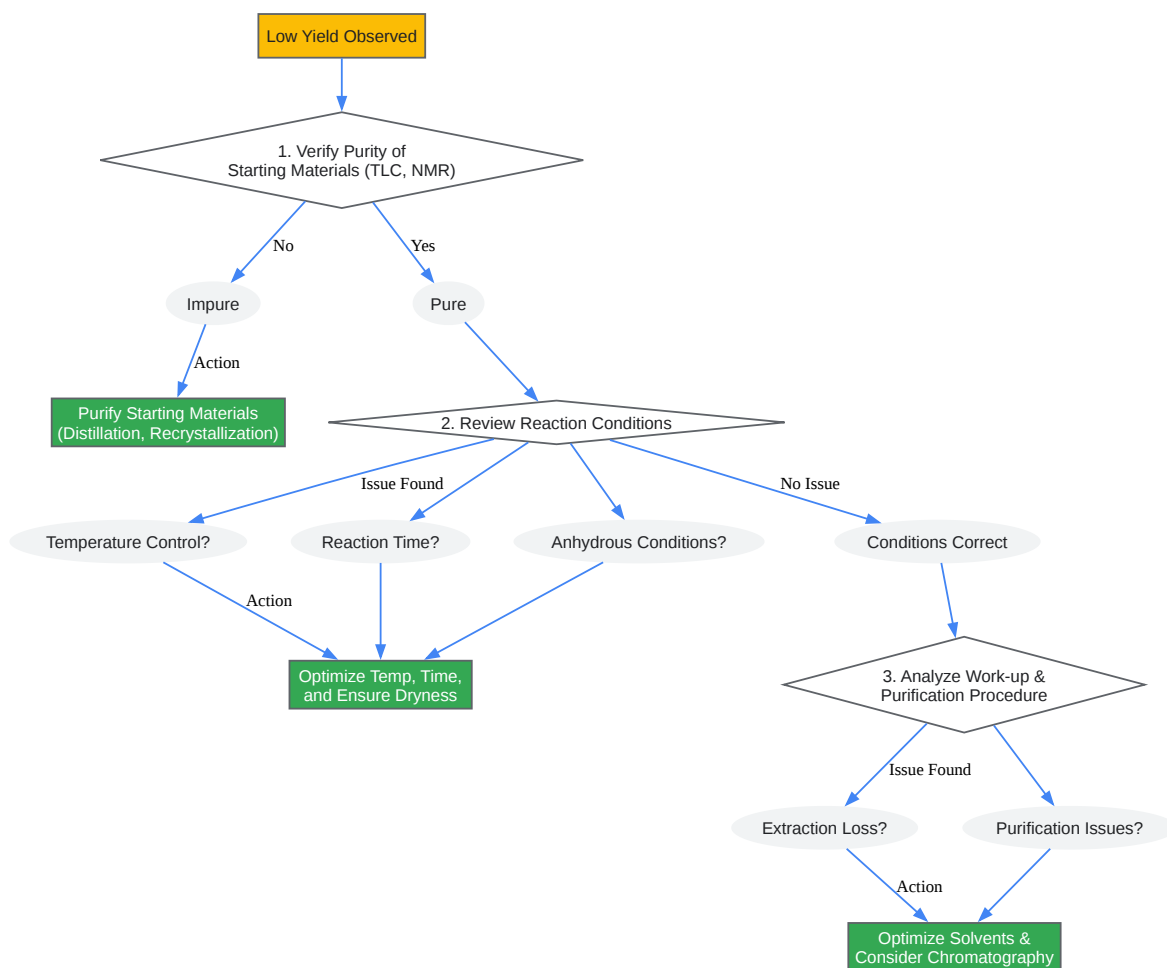 Low Yield Observed
1. Verify Purity of
Starting Materials (TLC, NMR)
No
Yes
Impure
Pure
Action
Purify Starting Materials
(Distillation, Recrystallization)
2. Review Reaction Conditions
Issue Found
No Issue
Temperature Control?
Reaction Time?
Anhydrous Conditions?
Conditions Correct
Action
Optimize Temp, Time,
and Ensure Dryness
3. Analyze Work-up &
Purification Procedure
Issue Found
Extraction Loss?
Purification Issues?
Action
Optimize Solvents &
Consider Chromatography